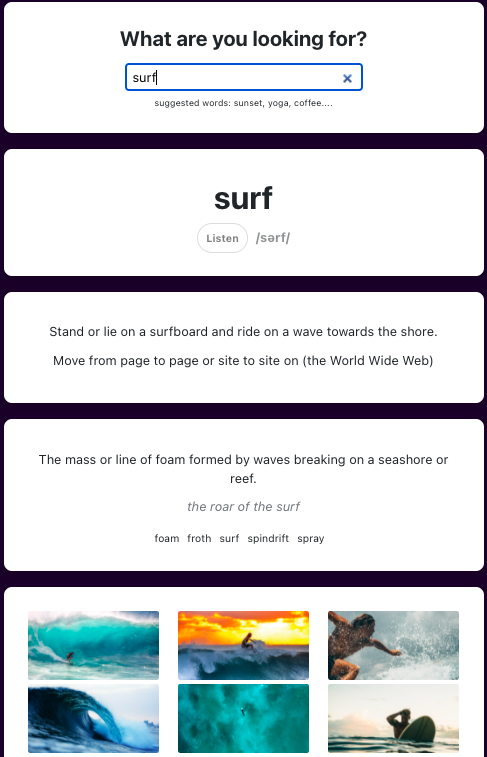 What are you looking for?
surf
suggested words: sunset, yoga, coffee....
surf
Listen /sərf/
Stand or lie on a surfboard and ride on a wave towards the shore.
Move from page to page or site to site on (the World Wide Web)
The mass or line of foam formed by waves breaking on a seashore or
reef.
the roar of the surf
foam froth surf spindrift spray